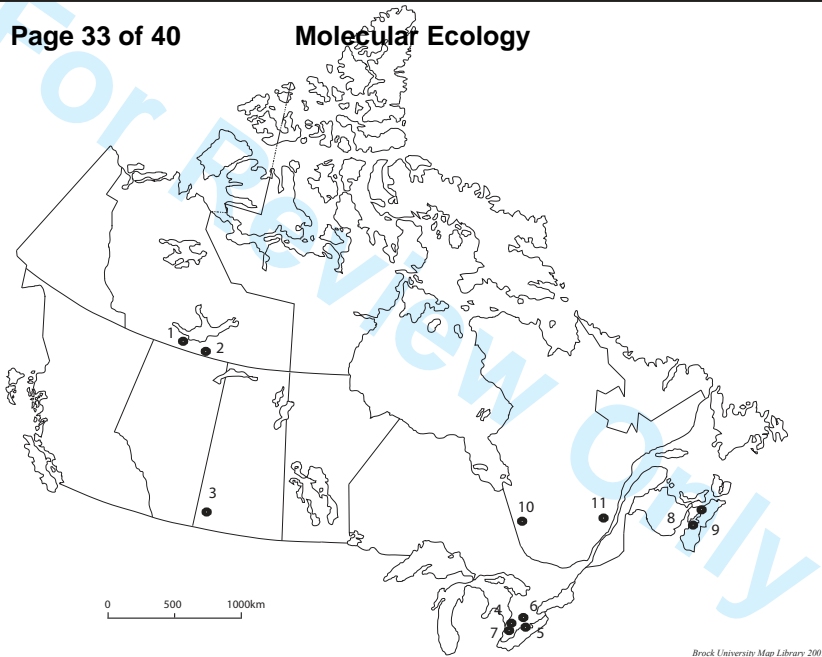 Page 33 of 40
Molecular Ecology
For Review Only
1
2
3
10
11
8
9
0 500 1000km
4
6
7
5
Brock University Map Library 200